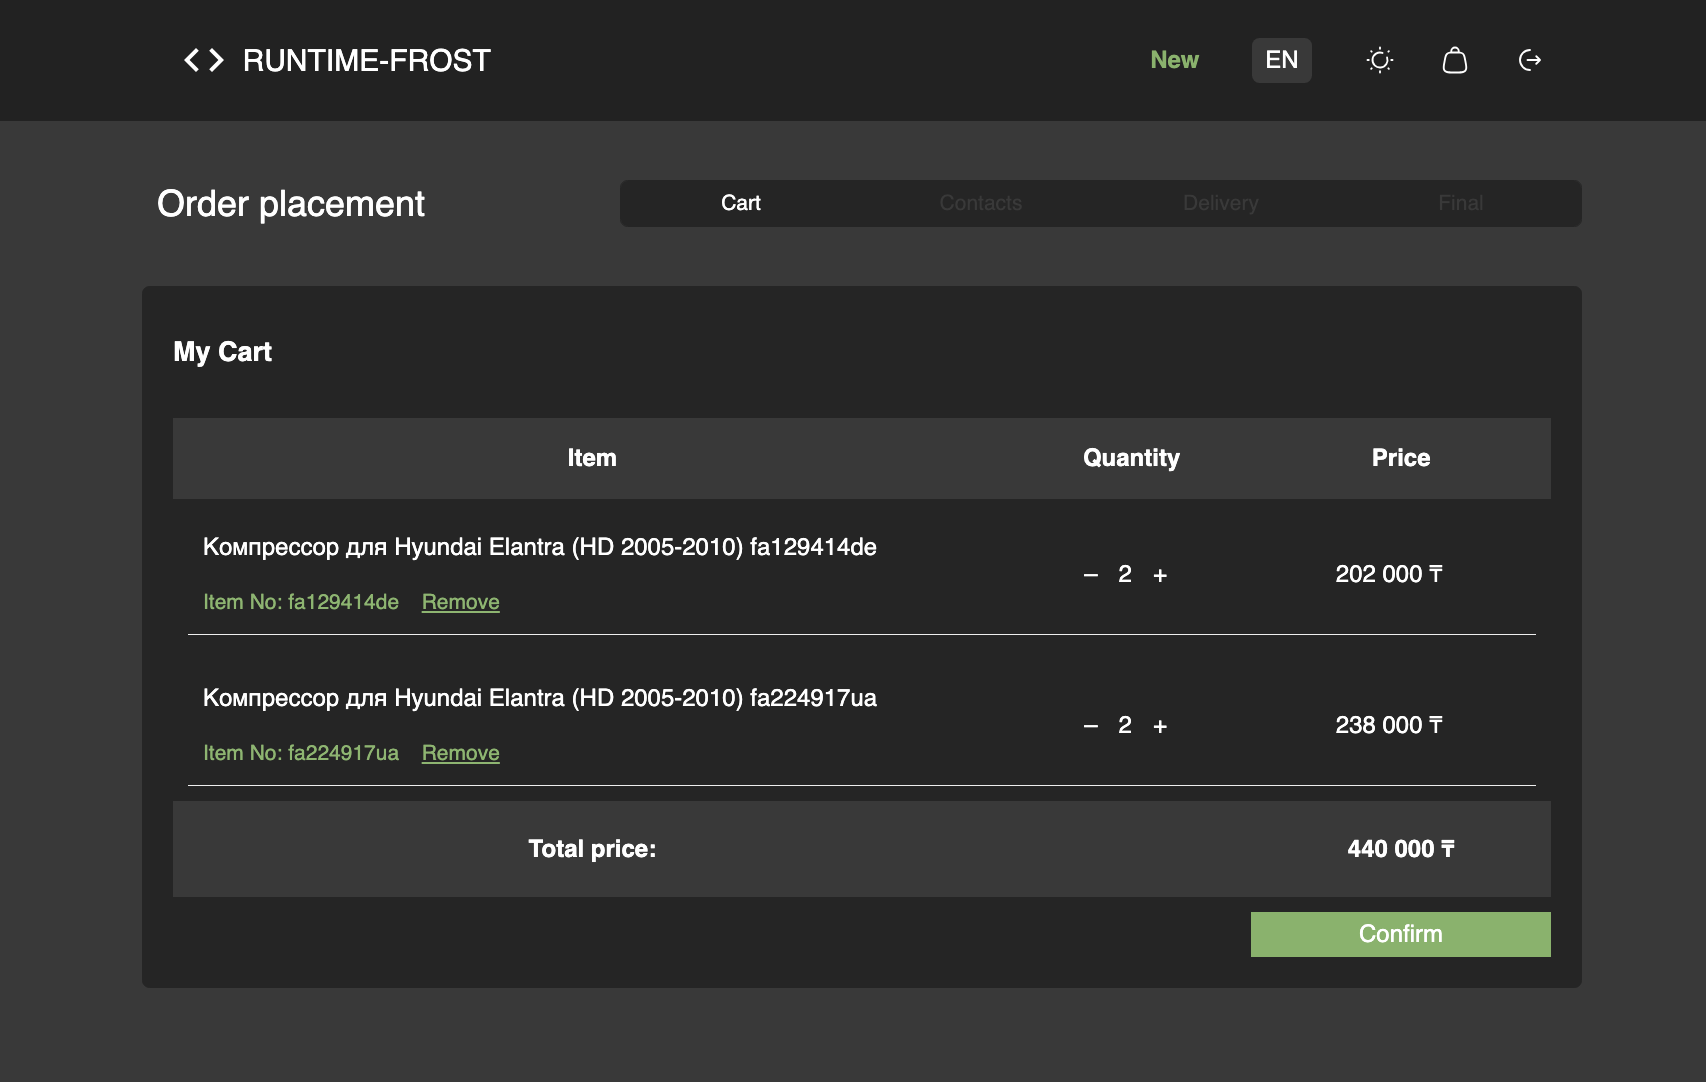 RUNTIME-FROST
New
EN
Order placement
Cart
Contacts
Delivery
Final
My Cart
Item
Quantity
Price
Компрессор для Hyundai Elantra (HD 2005-2010) fa129414de
Item No: fa129414de
Remove
– 2 +
202 000 ₸
Компрессор для Hyundai Elantra (HD 2005-2010) fa224917ua
Item No: fa224917ua
Remove
– 2 +
238 000 ₸
Total price:
440 000 ₸
Confirm